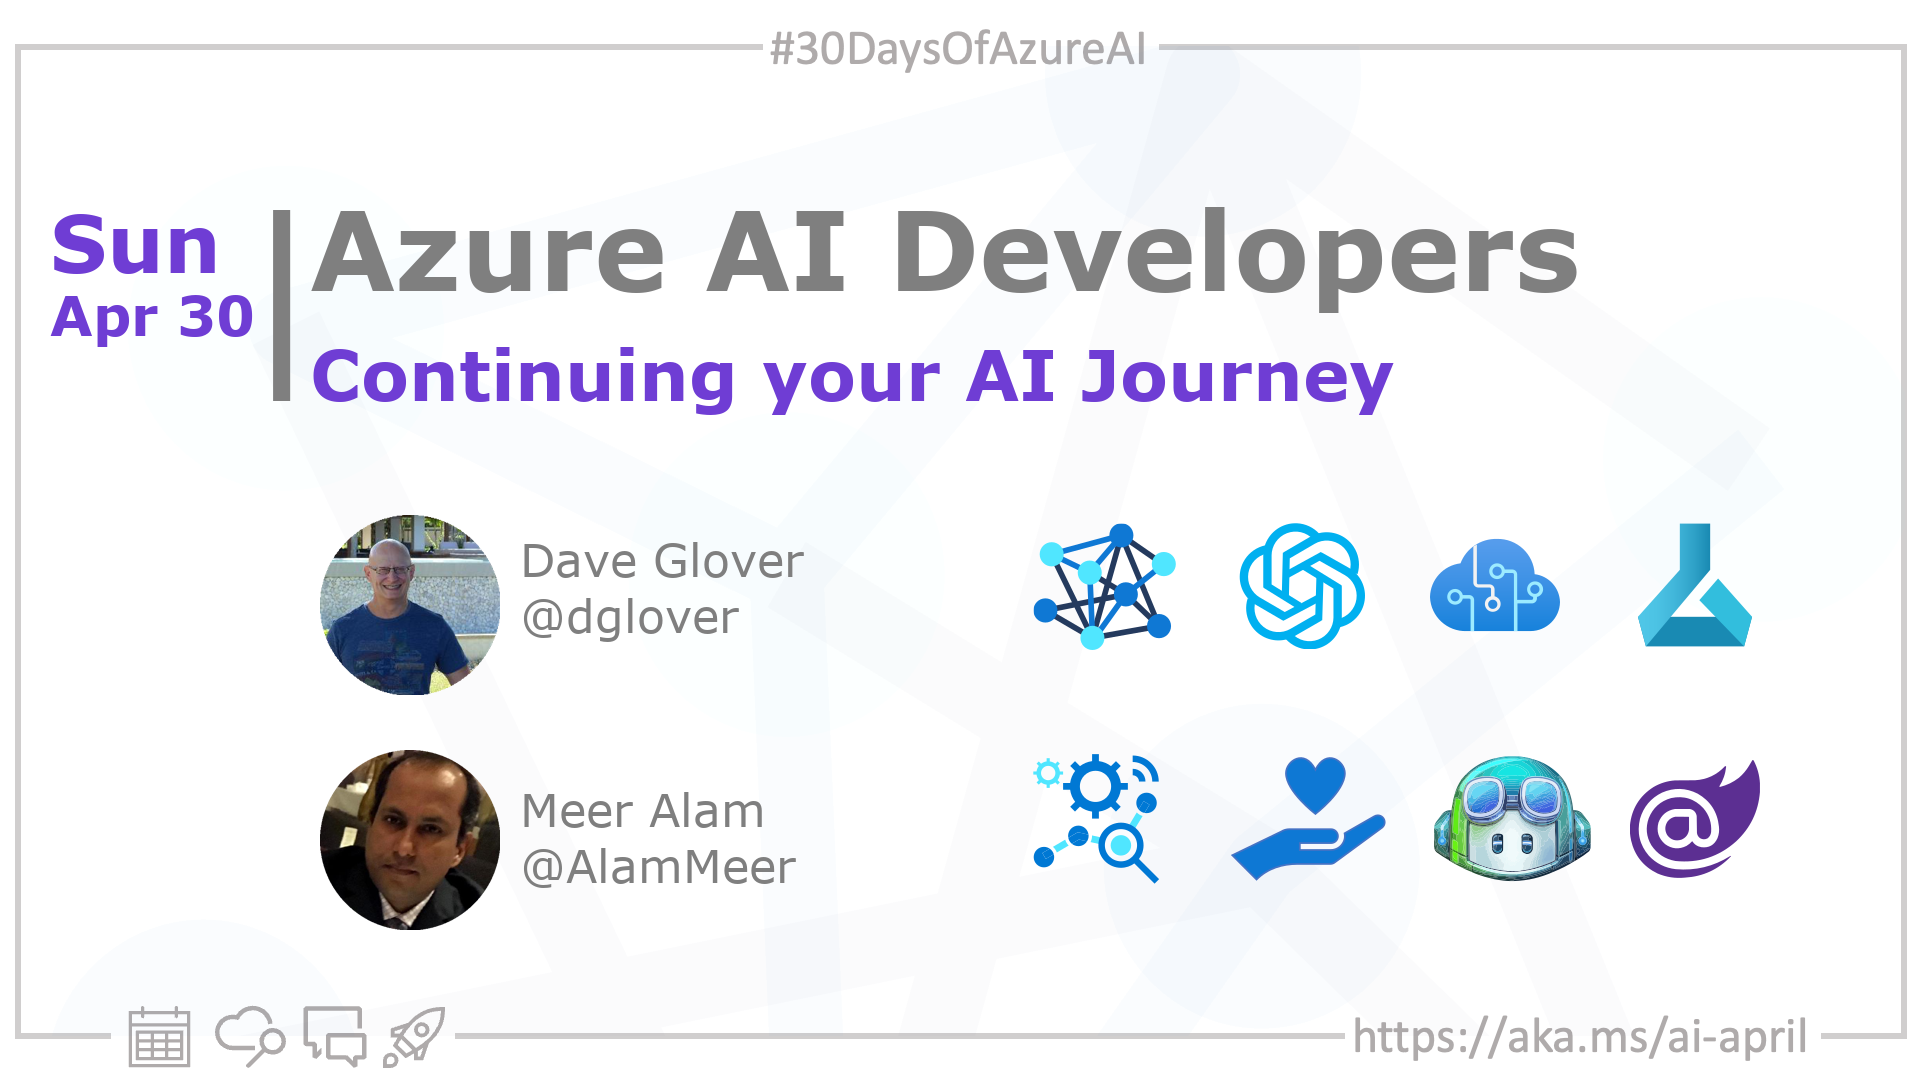 #30DaysOfAzureAI
Sun
Apr 30
Azure AI Developers
Continuing your AI Journey
Dave Glover
@dglover
Meer Alam
@AlamMeer
https://aka.ms/ai-april